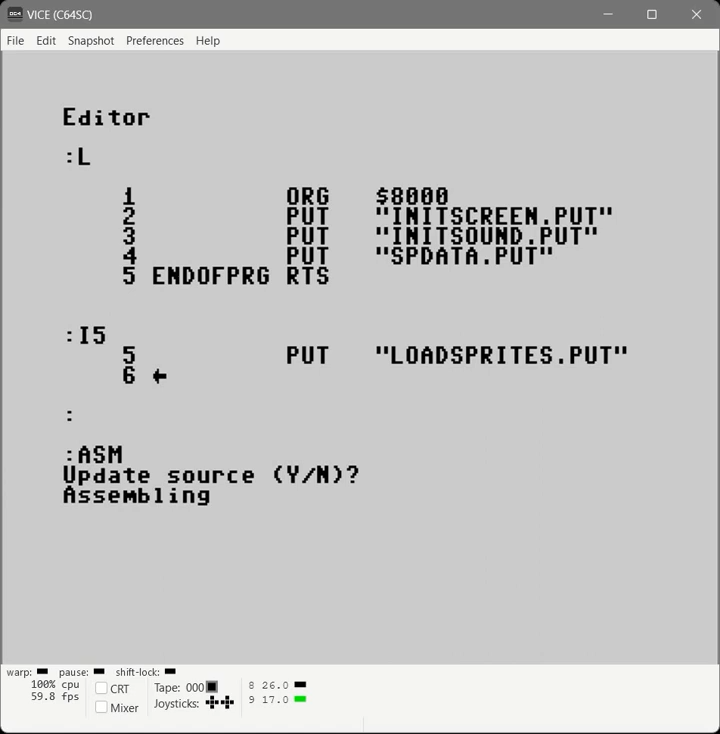 VICE (C64SC)
File Edit Snapshot Preferences Help
Editor
:L
1 ORG $8000
2 PUT "INITSCREEN.PUT"
3 PUT "INITSOUND.PUT"
4 PUT "SPDATA.PUT"
5 ENDOFPRG RTS
:I5
5 PUT "LOADSPRITES.PUT"
6 ←
:
:ASM
Update source (Y/N)?
Assembling
warp: pause: shift-lock:
100% cpu
59.8 fps
CRT
Mixer
Tape: 000
Joysticks:
8 26.0
9 17.0